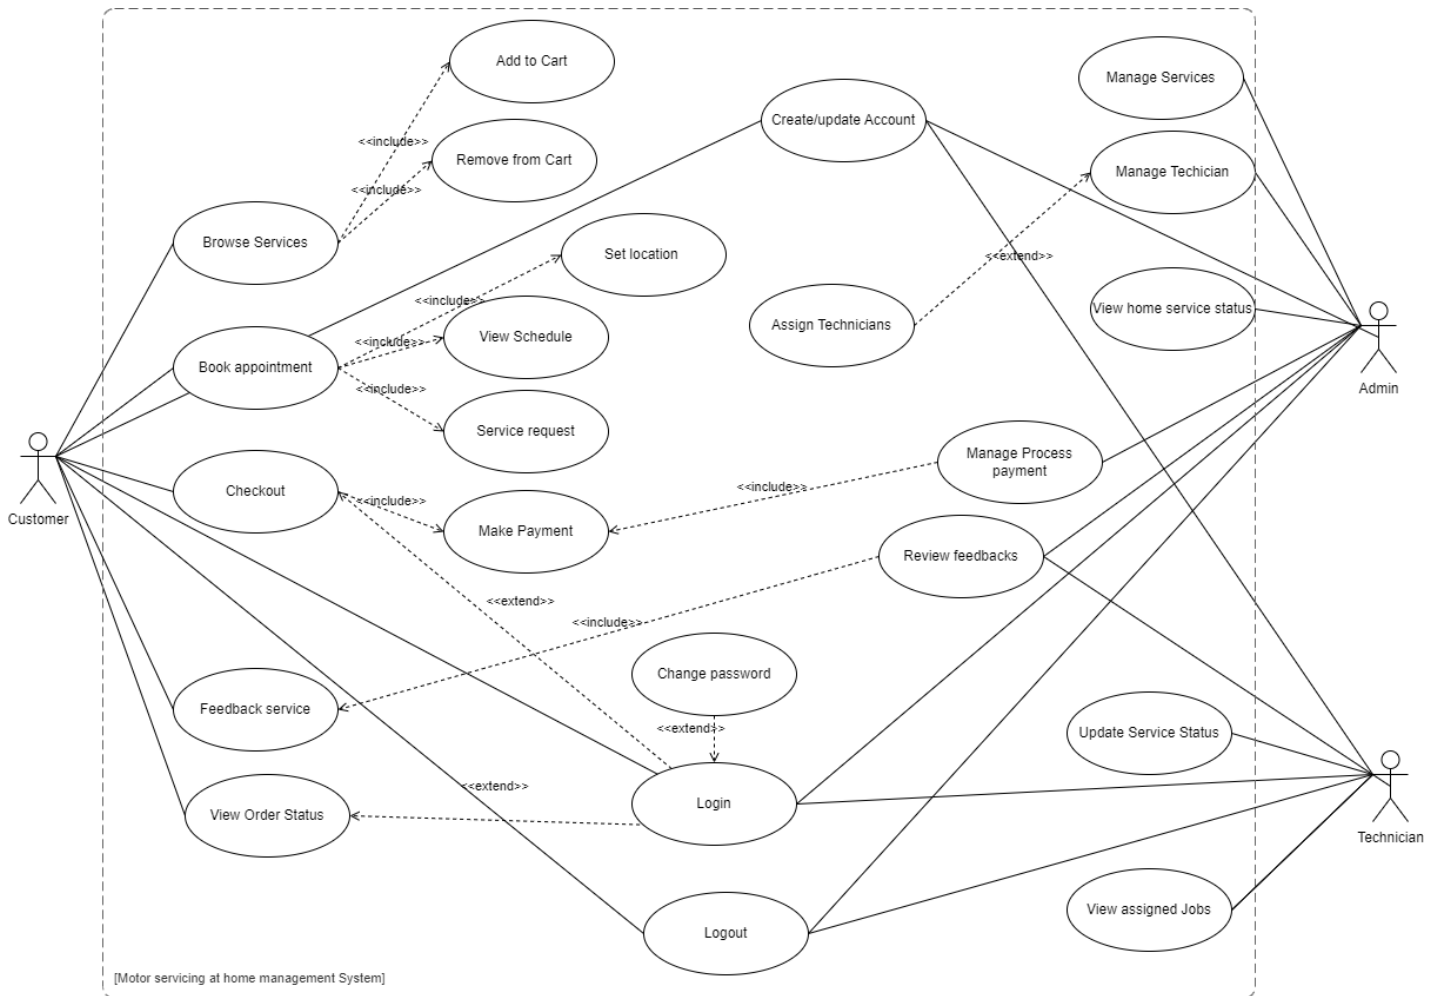 Add to Cart
Manage Services
Create/update Account
<<include>>
Remove from Cart
Manage Techician
<<include>>
Browse Services
Set location
<<extend>>
<<include>>
View home service status
Assign Technicians
View Schedule
<<include>>
Book appointment
<<include>>
Admin
Service request
Manage Process
payment
<<include>>
Checkout
<<include>>
Customer
Make Payment
Review feedbacks
<<extend>>
<<include>>
Change password
Feedback service
<<extend>>
Update Service Status
<<extend>>
Login
View Order Status
Technician
View assigned Jobs
Logout
[Motor servicing at home management System]